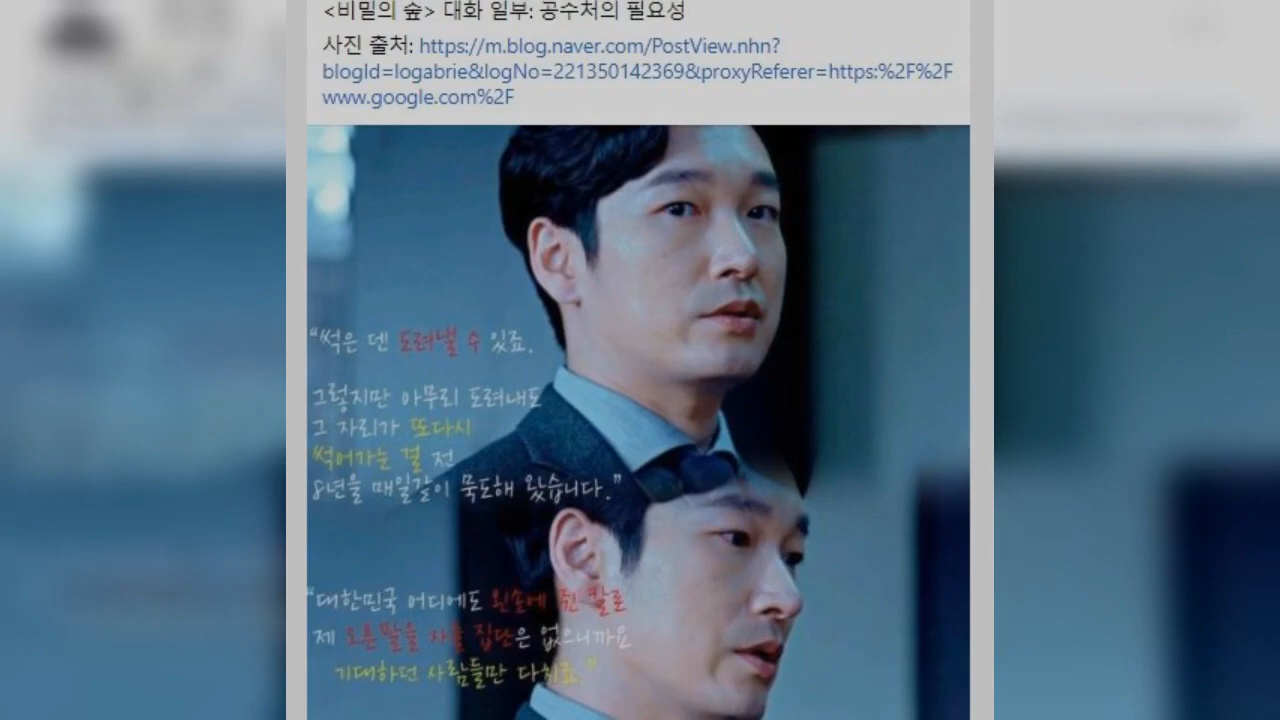 <비밀의 숲> 대화 일부: 공수처의 필요성
사진 출처: https://m.blog.naver.com/PostView.nhn?
blogId=logabrie&logNo=221350142369&proxyReferer=https:%2F%2F
www.google.com%2F
“썩은 덴 도려낼 수 있죠.
그렇지만 아무리 도려내도
그 자리가 또다시
썩어가는 걸 전
8년을 매일같이 목도해 왔습니다.”
“대한민국 어디에도 왼손에 쥔 칼로
제 오른팔을 자를 집단은 없으니까요
기대하던 사람들만 다치죠.”